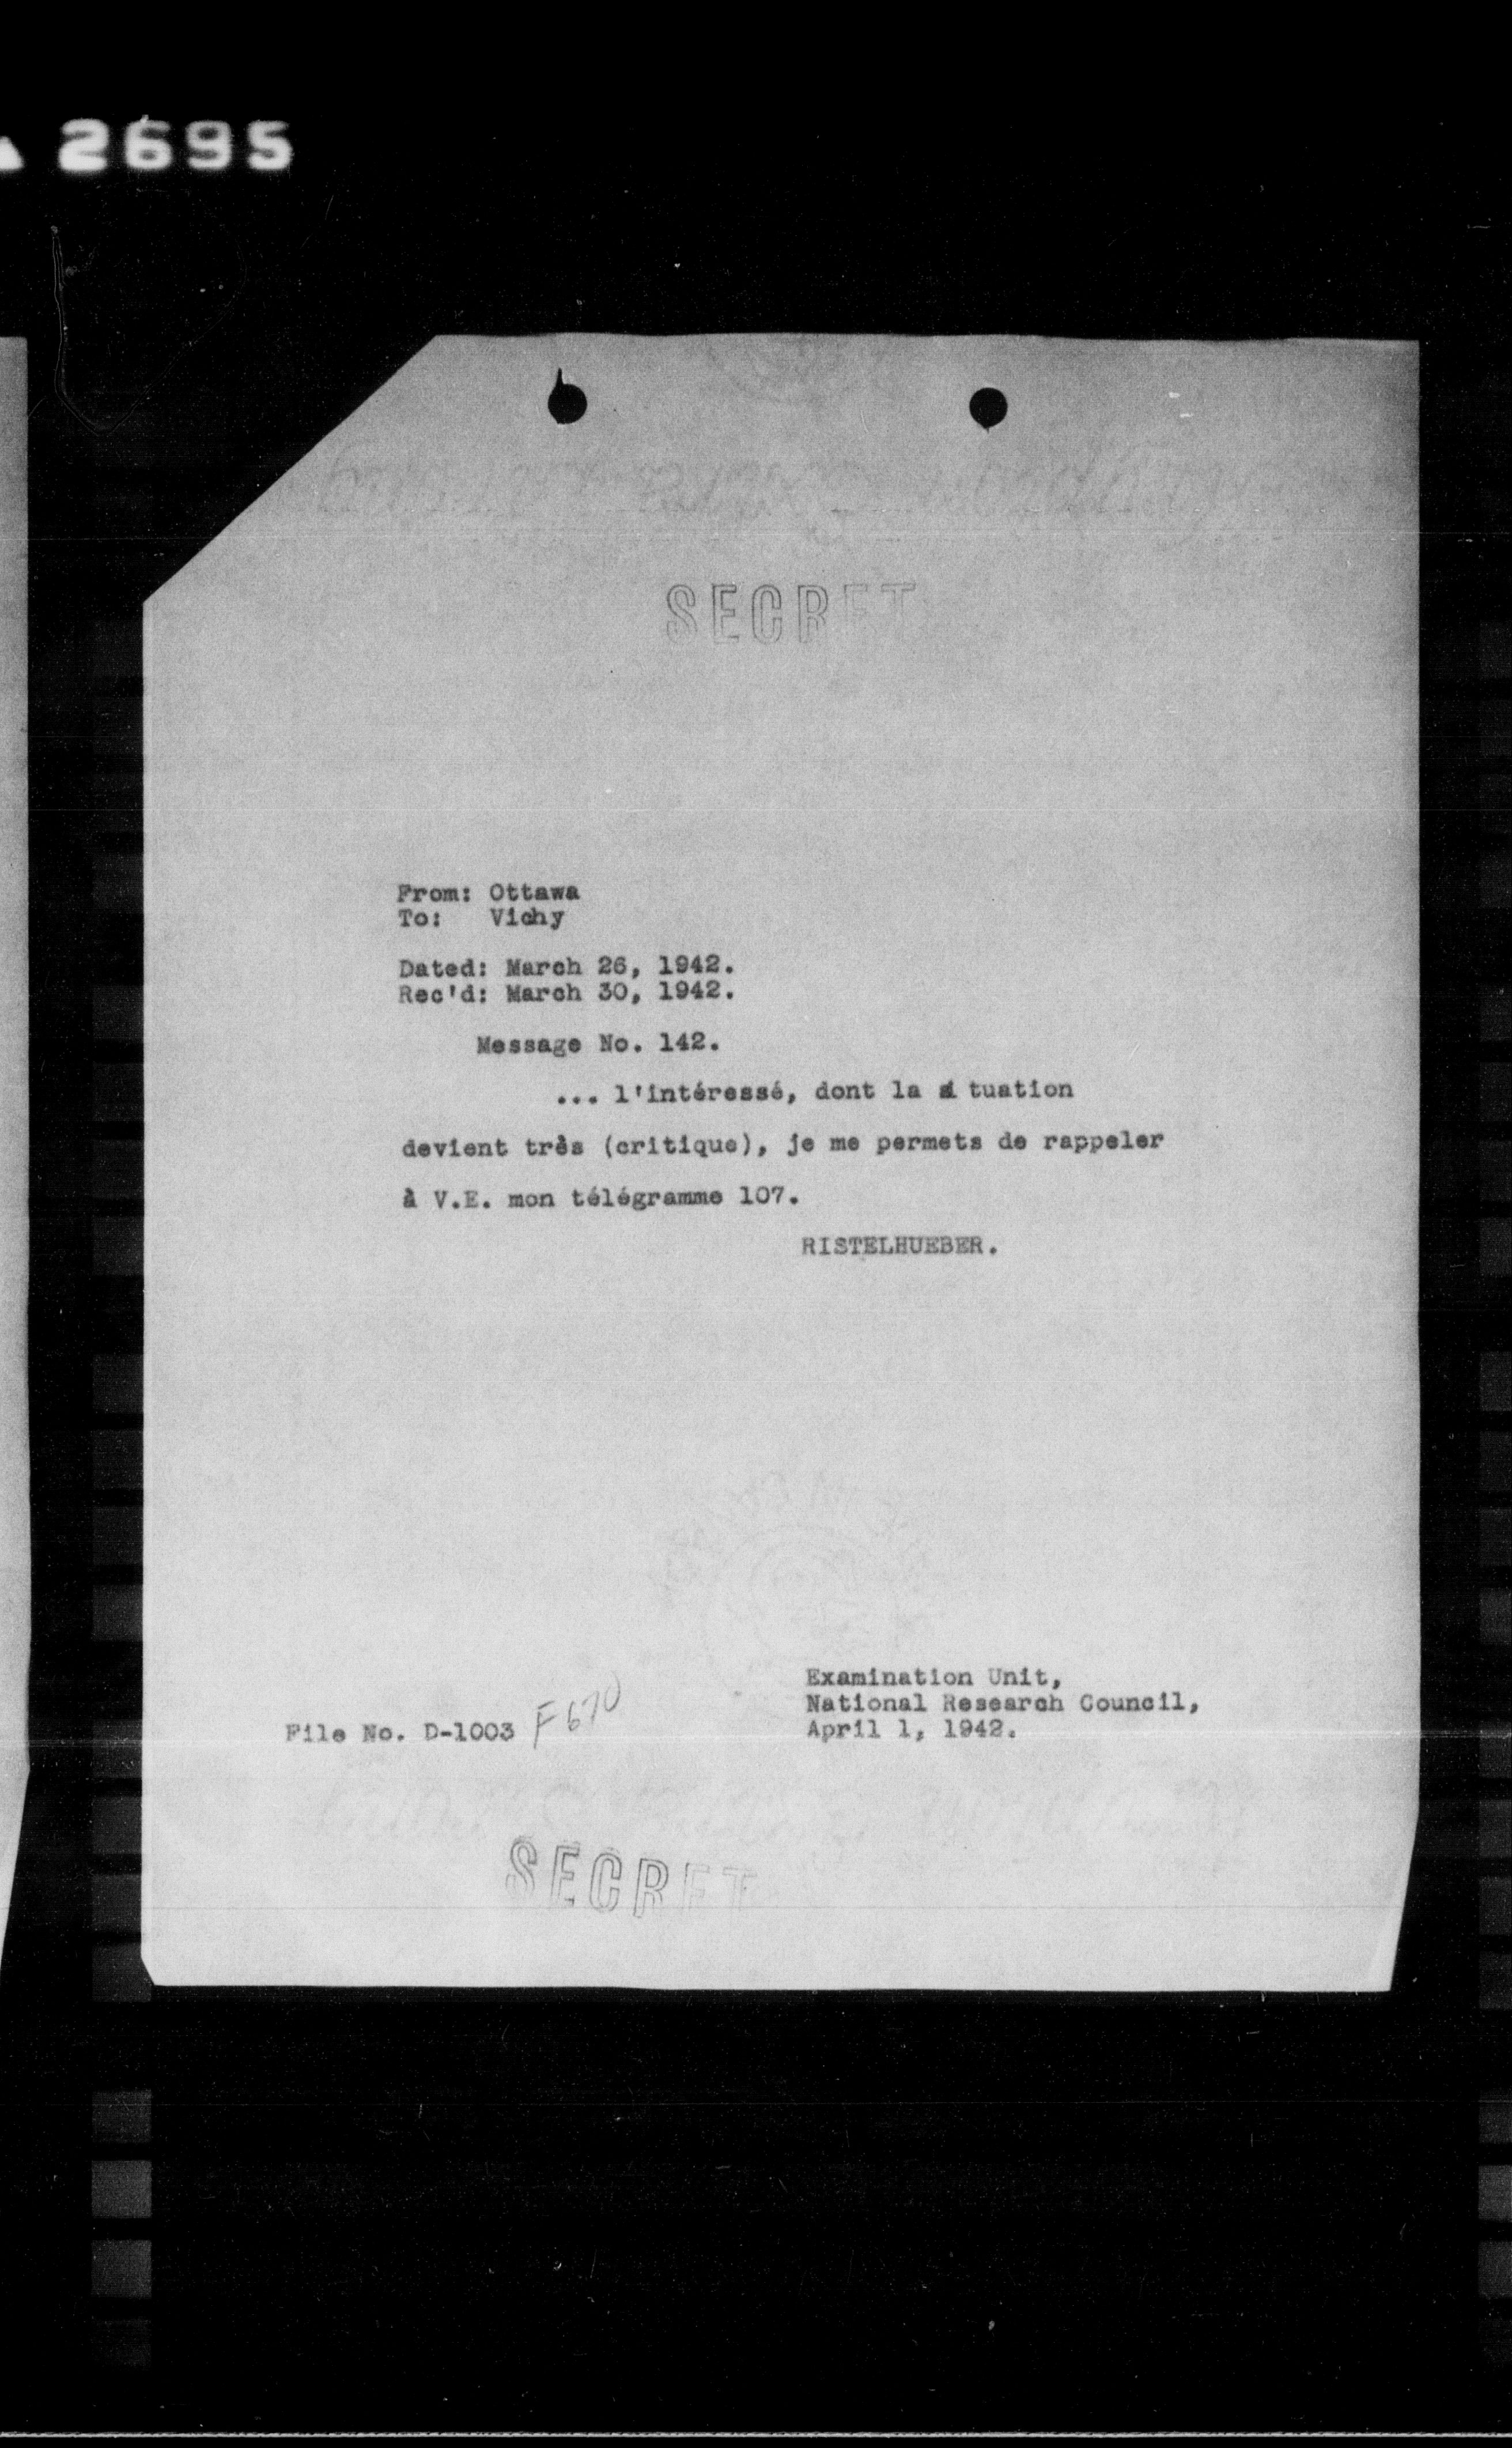 2695
SECRET
From: Ottawa
To: Vichy
Dated: March 26, 1942.
Rec'd: March 30, 1942.
Message No. 142.
... l'intéressé, dont la situation
devient très (critique), je me permets de rappeler
à V.E. mon télégramme 107.
RISTELHUEBER.
Examination Unit,
National Research Council,
File No. D-1003 F670
April 1, 1942.
SECRET